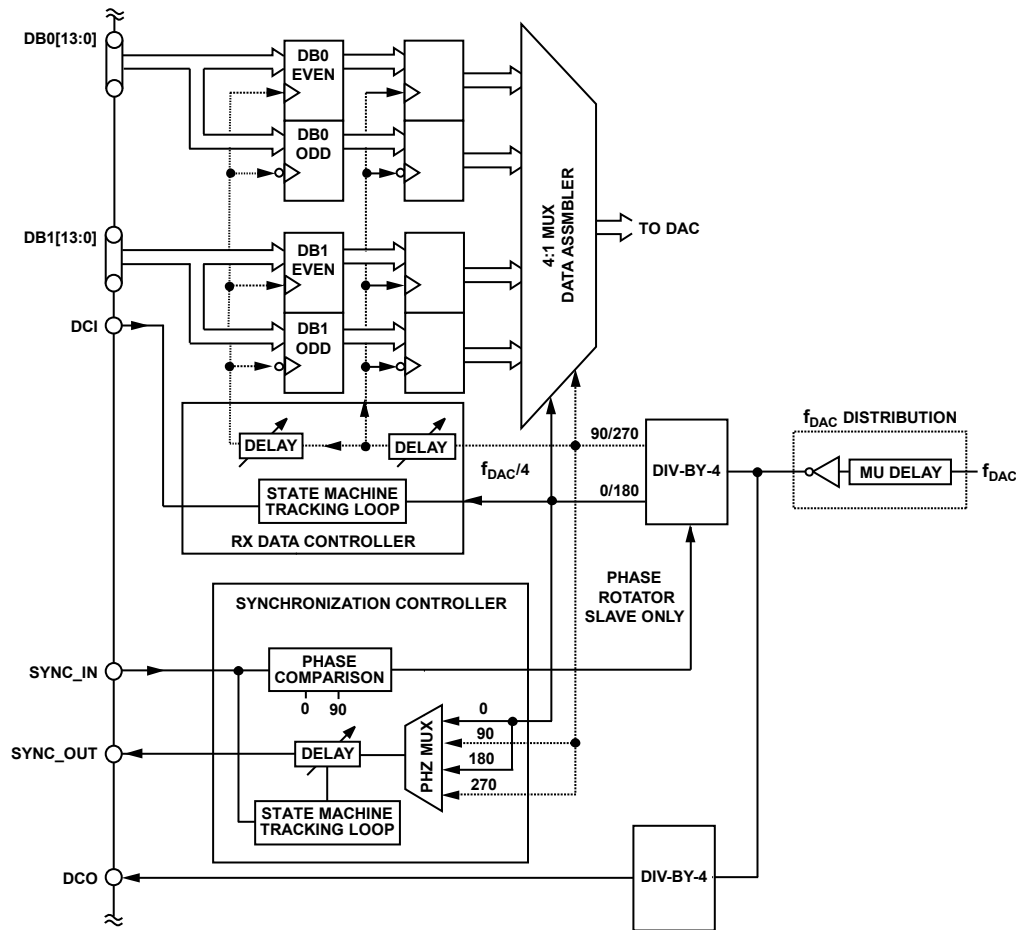 DB0[13:0]
DB0
EVEN
DB0
ODD
4:1 MUX
DATA ASSMBLER
TO DAC
DB1[13:0]
DB1
EVEN
DCI
DB1
ODD
DELAY
DELAY
90/270
fDAC/4
0/180
DIV-BY-4
fDAC DISTRIBUTION
MU DELAY
fDAC
STATE MACHINE
TRACKING LOOP
RX DATA CONTROLLER
PHASE
ROTATOR
SLAVE ONLY
SYNCHRONIZATION CONTROLLER
SYNC_IN
PHASE
COMPARISON
0
90
SYNC_OUT
DELAY
PHZ MUX
0
90
180
270
STATE MACHINE
TRACKING LOOP
DCO
DIV-BY-4